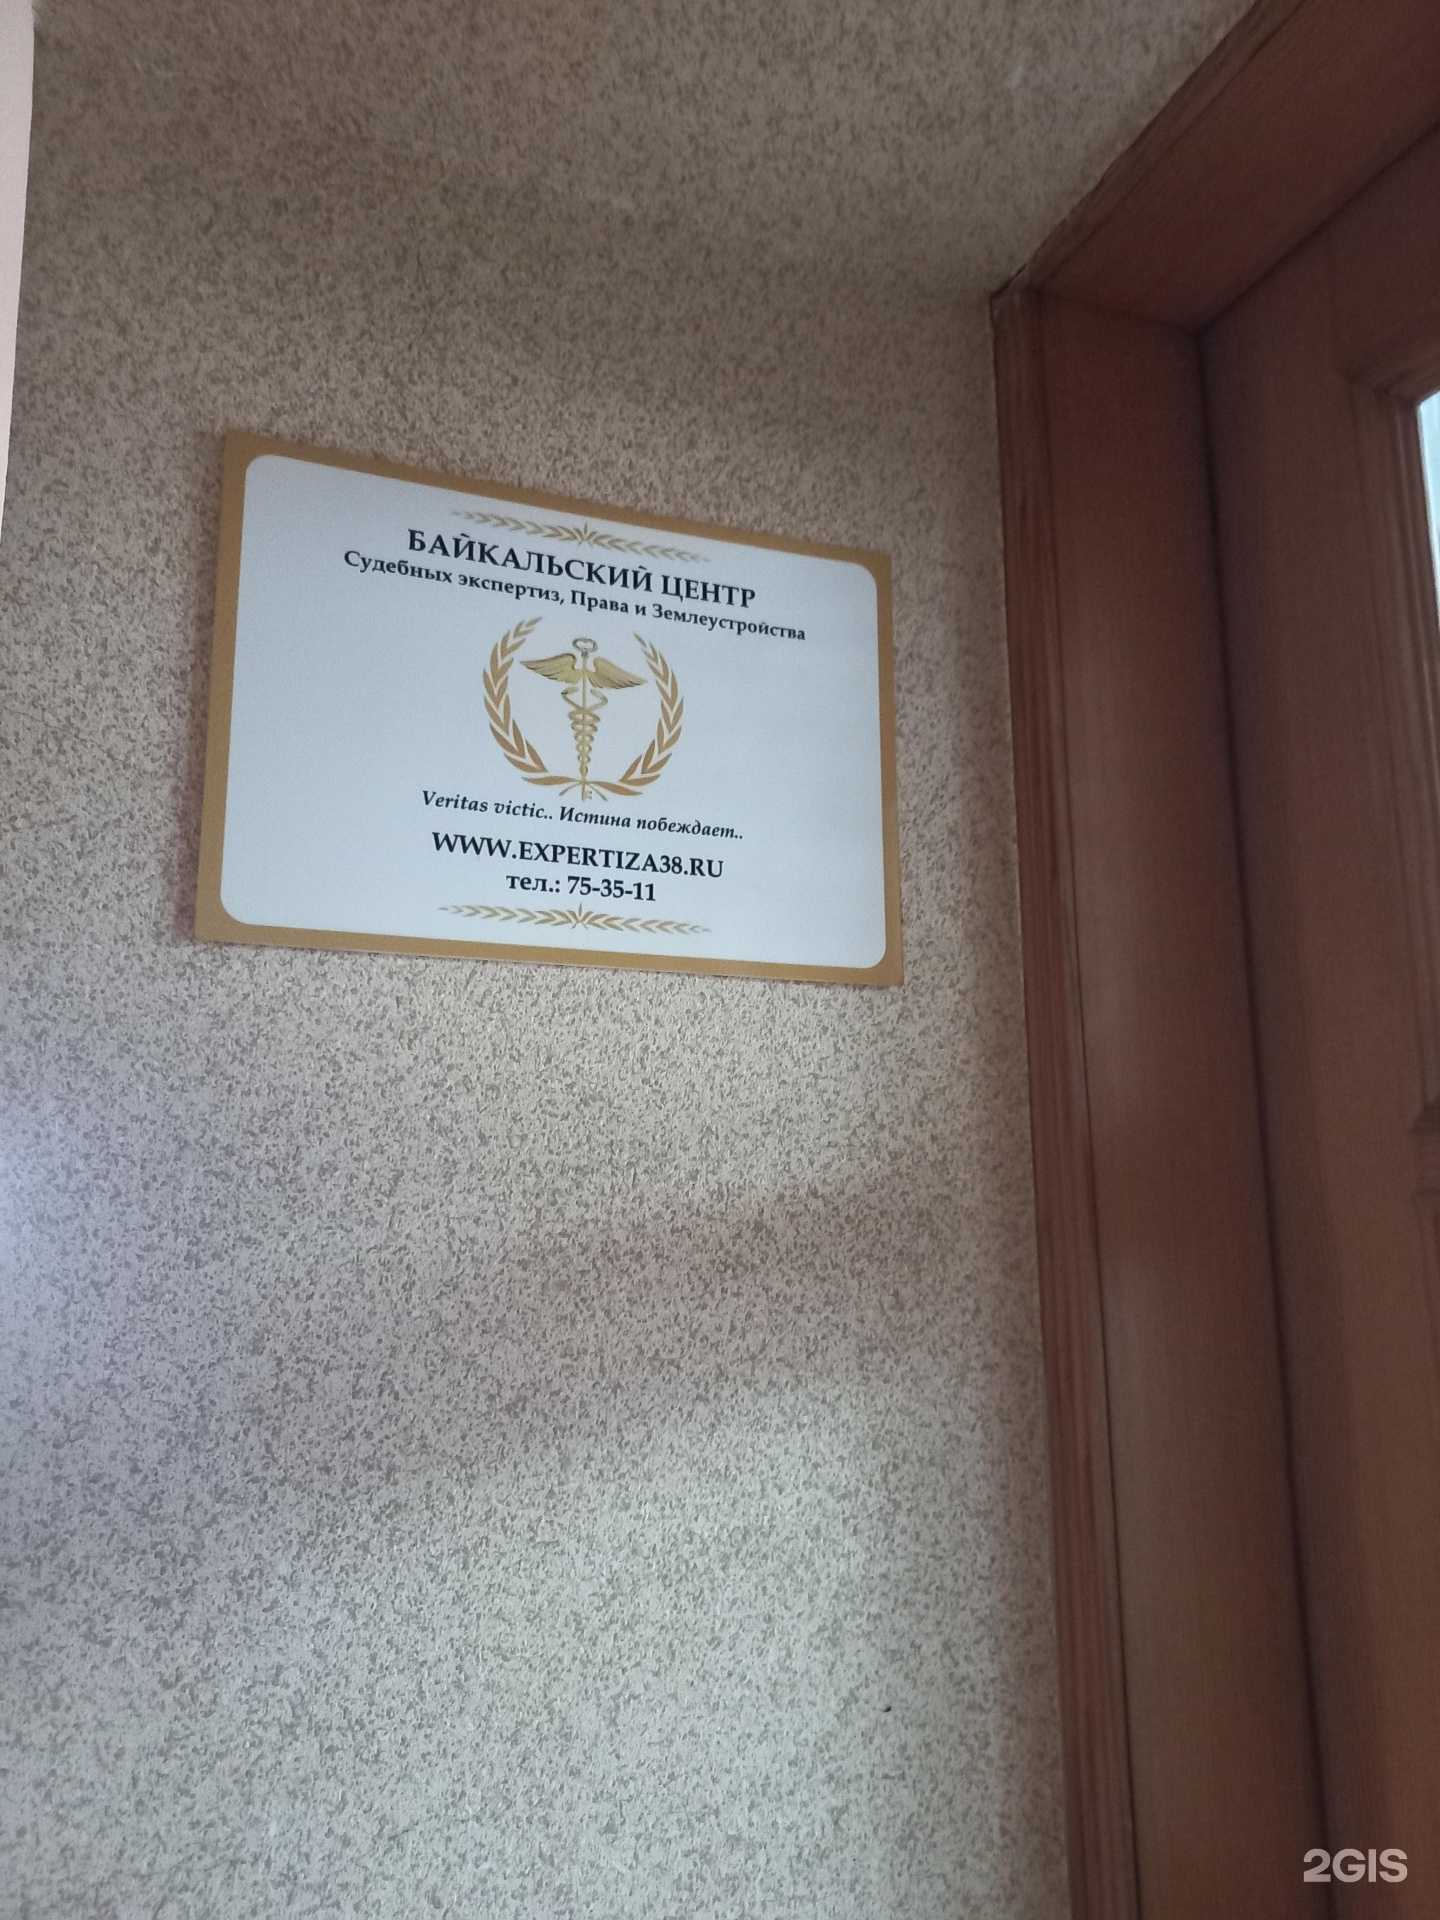 БАЙКАЛЬСКИЙ ЦЕНТР
Судебных экспертиз, Права и Землеустройства
Veritas victic.. Истина побеждает..
WWW.EXPERTIZA38.RU
тел.: 75-35-11
2GIS